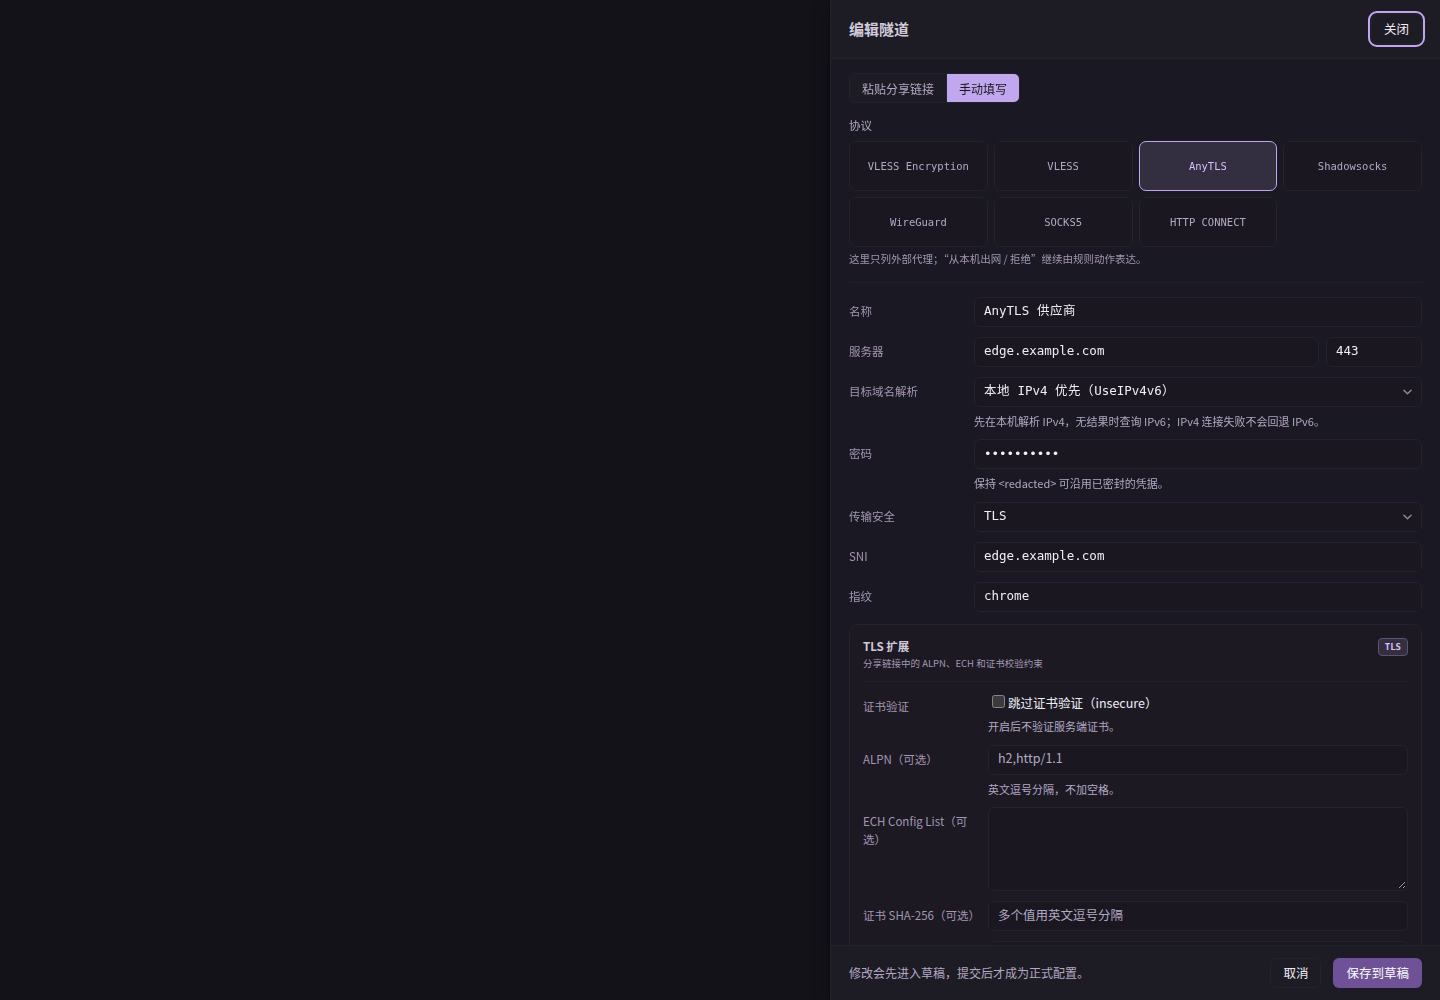 编辑隧道
关闭
粘贴分享链接
手动填写
协议
VLESS Encryption
VLESS
AnyTLS
Shadowsocks
WireGuard
SOCKS5
HTTP CONNECT
这里只列外部代理；“从本机出网 / 拒绝”继续由规则动作表达。
名称
AnyTLS 供应商
服务器
edge.example.com
443
目标域名解析
本地 IPv4 优先（UseIPv4v6）
先在本机解析 IPv4，无结果时查询 IPv6；IPv4 连接失败不会回退 IPv6。
密码
••••••••••
保持 <redacted> 可沿用已密封的凭据。
传输安全
TLS
SNI
edge.example.com
指纹
chrome
TLS 扩展
TLS
分享链接中的 ALPN、ECH 和证书校验约束
证书验证
跳过证书验证（insecure）
开启后不验证服务端证书。
ALPN（可选）
h2,http/1.1
英文逗号分隔，不加空格。
ECH Config List（可
选）
证书 SHA-256（可选）
多个值用英文逗号分隔
修改会先进入草稿，提交后才成为正式配置。
取消
保存到草稿